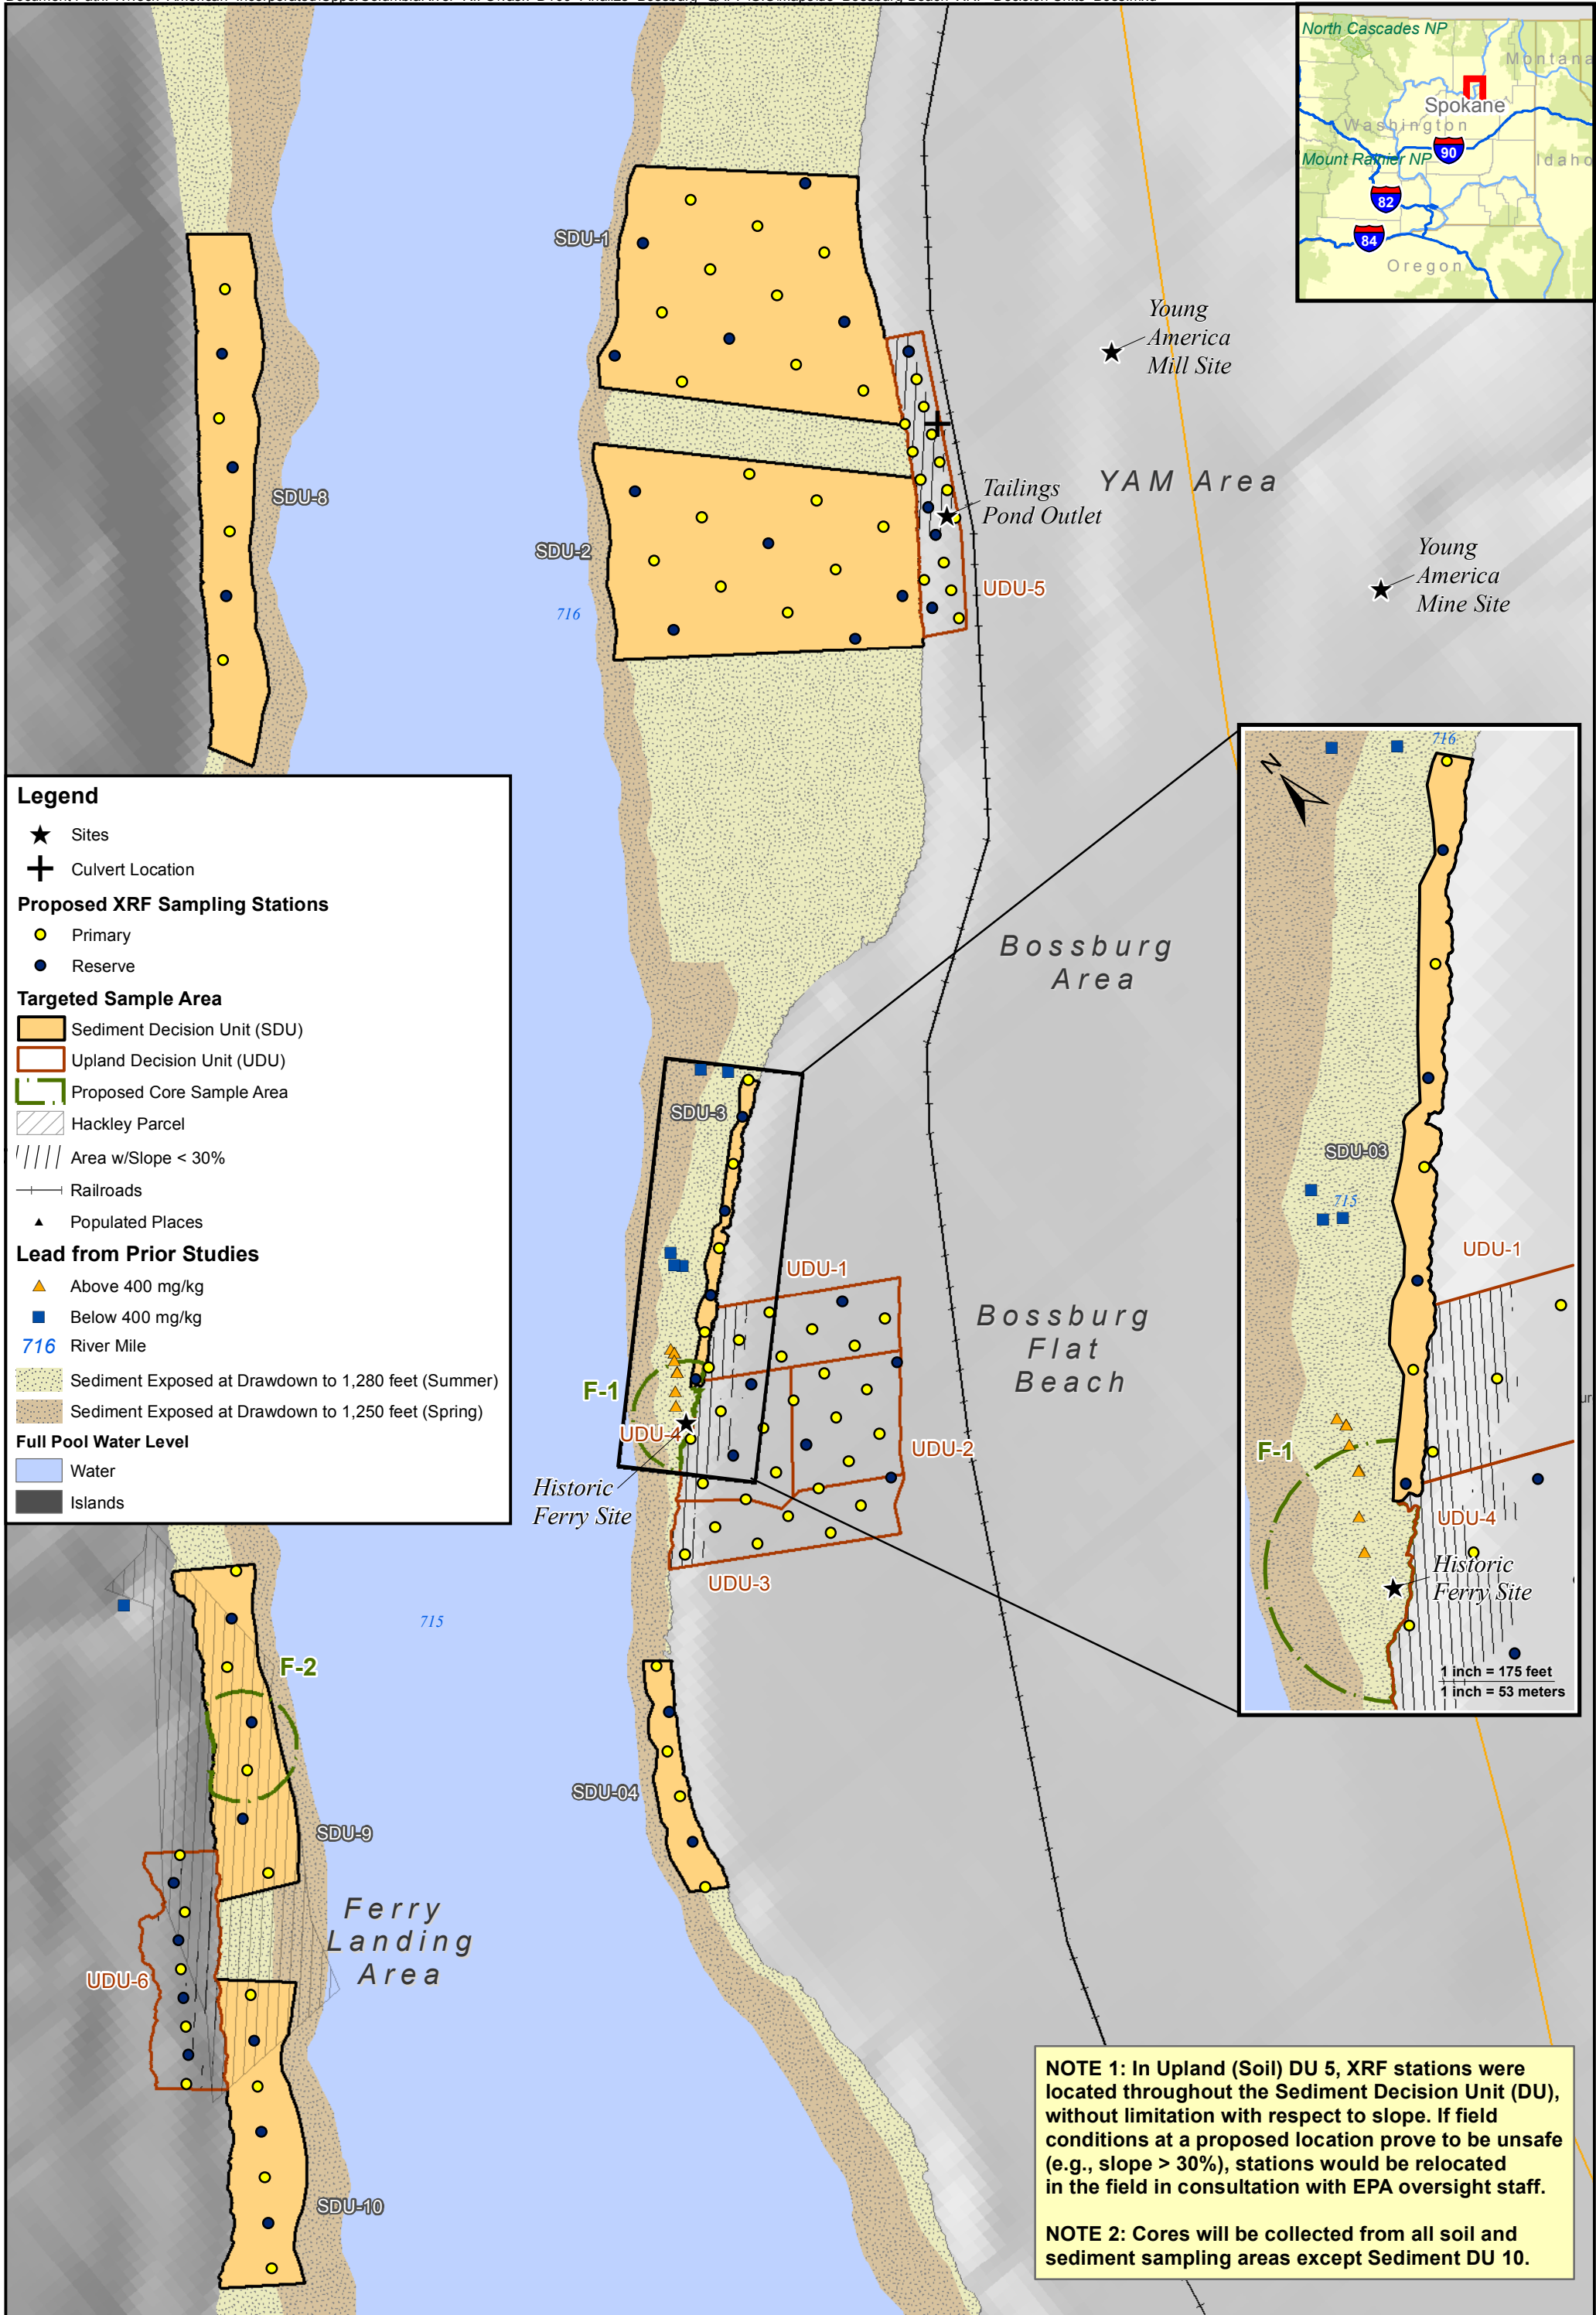 North Cascades NP
Montana
Spokane
Washington
Mount Rainier NP
90
Idaho
82
84
Oregon
SDU-1
Young
America
Mill Site
SDU-8
YAM Area
Tailings
Pond Outlet
SDU-2
Young
America
Mine Site
UDU-5
716
Legend
Sites
Culvert Location
Proposed XRF Sampling Stations
Primary
Reserve
Targeted Sample Area
Sediment Decision Unit (SDU)
Upland Decision Unit (UDU)
Proposed Core Sample Area
Hackley Parcel
Area w/Slope < 30%
Railroads
Populated Places
Lead from Prior Studies
Above 400 mg/kg
Below 400 mg/kg
716 River Mile
Sediment Exposed at Drawdown to 1,280 feet (Summer)
Sediment Exposed at Drawdown to 1,250 feet (Spring)
Full Pool Water Level
Water
Islands
Bossburg
Area
SDU-3
UDU-1
Bossburg
Flat
Beach
F-1
UDU-4
UDU-2
Historic
Ferry Site
UDU-3
716
N
SDU-03
715
UDU-1
F-1
UDU-4
Historic
Ferry Site
1 inch = 175 feet
1 inch = 53 meters
715
F-2
SDU-04
SDU-9
Ferry
Landing
Area
UDU-6
SDU-10
NOTE 1: In Upland (Soil) DU 5, XRF stations were
located throughout the Sediment Decision Unit (DU),
without limitation with respect to slope. If field
conditions at a proposed location prove to be unsafe
(e.g., slope > 30%), stations would be relocated
in the field in consultation with EPA oversight staff.
NOTE 2: Cores will be collected from all soil and
sediment sampling areas except Sediment DU 10.